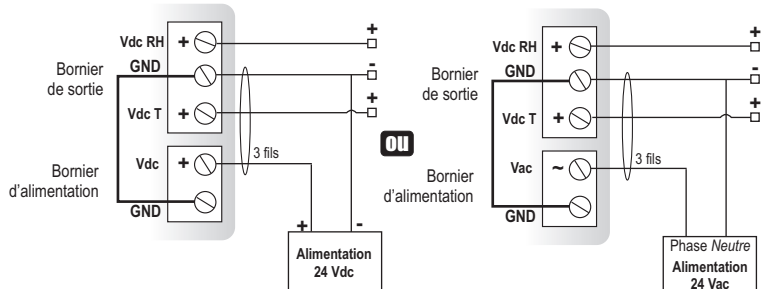 Vdc RH + +
GND -
Bornier
de sortie
Vdc T + +
3 fils
Vdc +
Bornier
d'alimentation
GND
+ -
Alimentation
24 Vdc
ou
Vdc RH + +
GND -
Bornier
de sortie
Vdc T + +
3 fils
Vac ~
Bornier
d'alimentation
GND
Phase Neutre
Alimentation
24 Vac